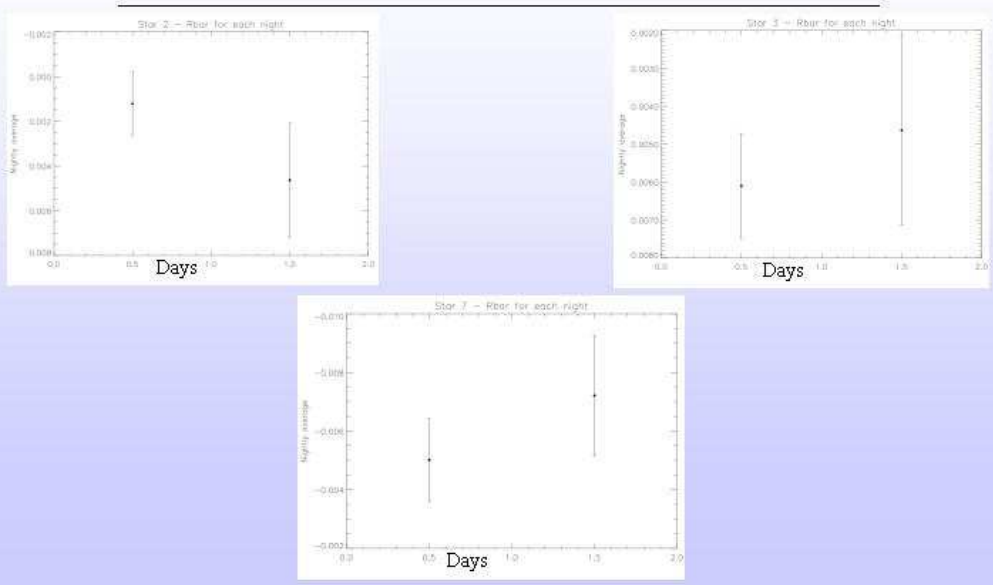 Star 2 - Rbar for each night
-0.002
0.000
0.002
0.004
0.006
0.008
Nightly average
0.0 0.5 1.0 1.5 2.0
Days
Star 3 - Rbar for each night
0.0020
0.0030
0.0040
0.0050
0.0060
0.0070
0.0080
Nightly average
0.0 0.5 1.0 1.5 2.0
Days
Star 7 - Rbar for each night
-0.010
-0.008
-0.006
-0.004
-0.002
Nightly average
0.0 0.5 1.0 1.5 2.0
Days